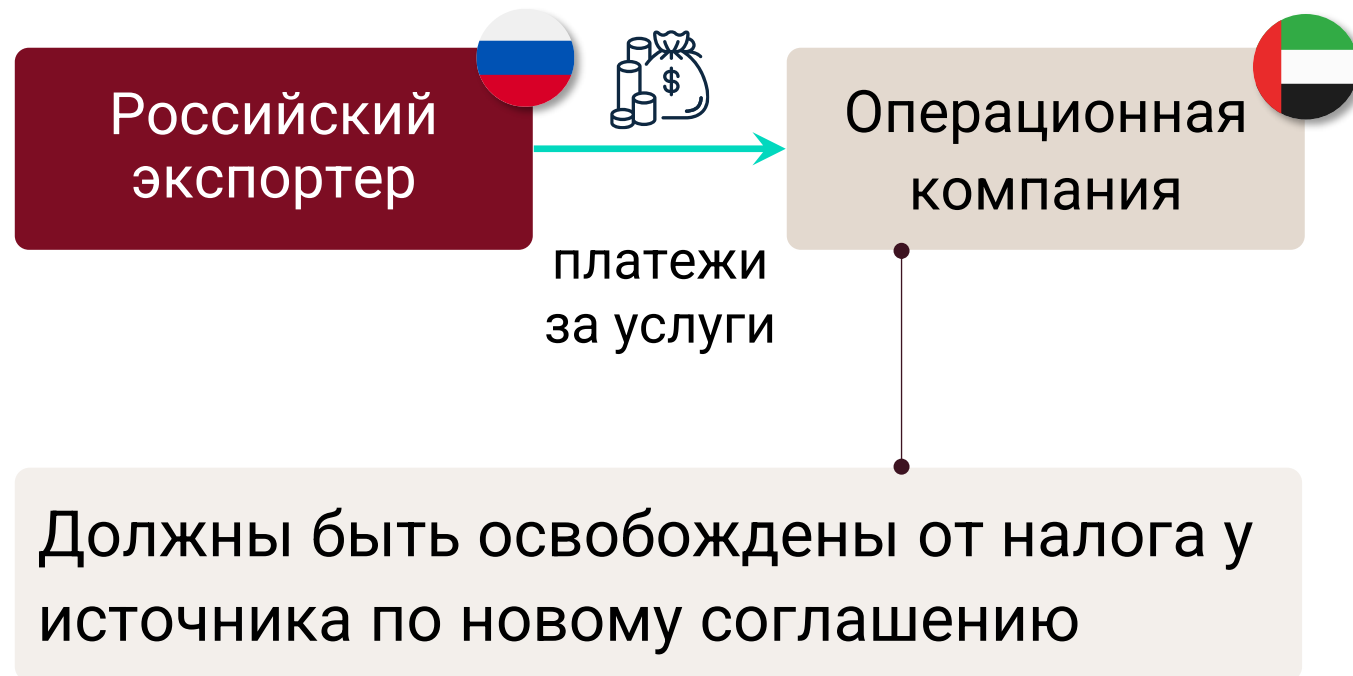 Российский
экспортер
$
Операционная
компания
платежи
за услуги
Должны быть освобождены от налога у
источника по новому соглашению